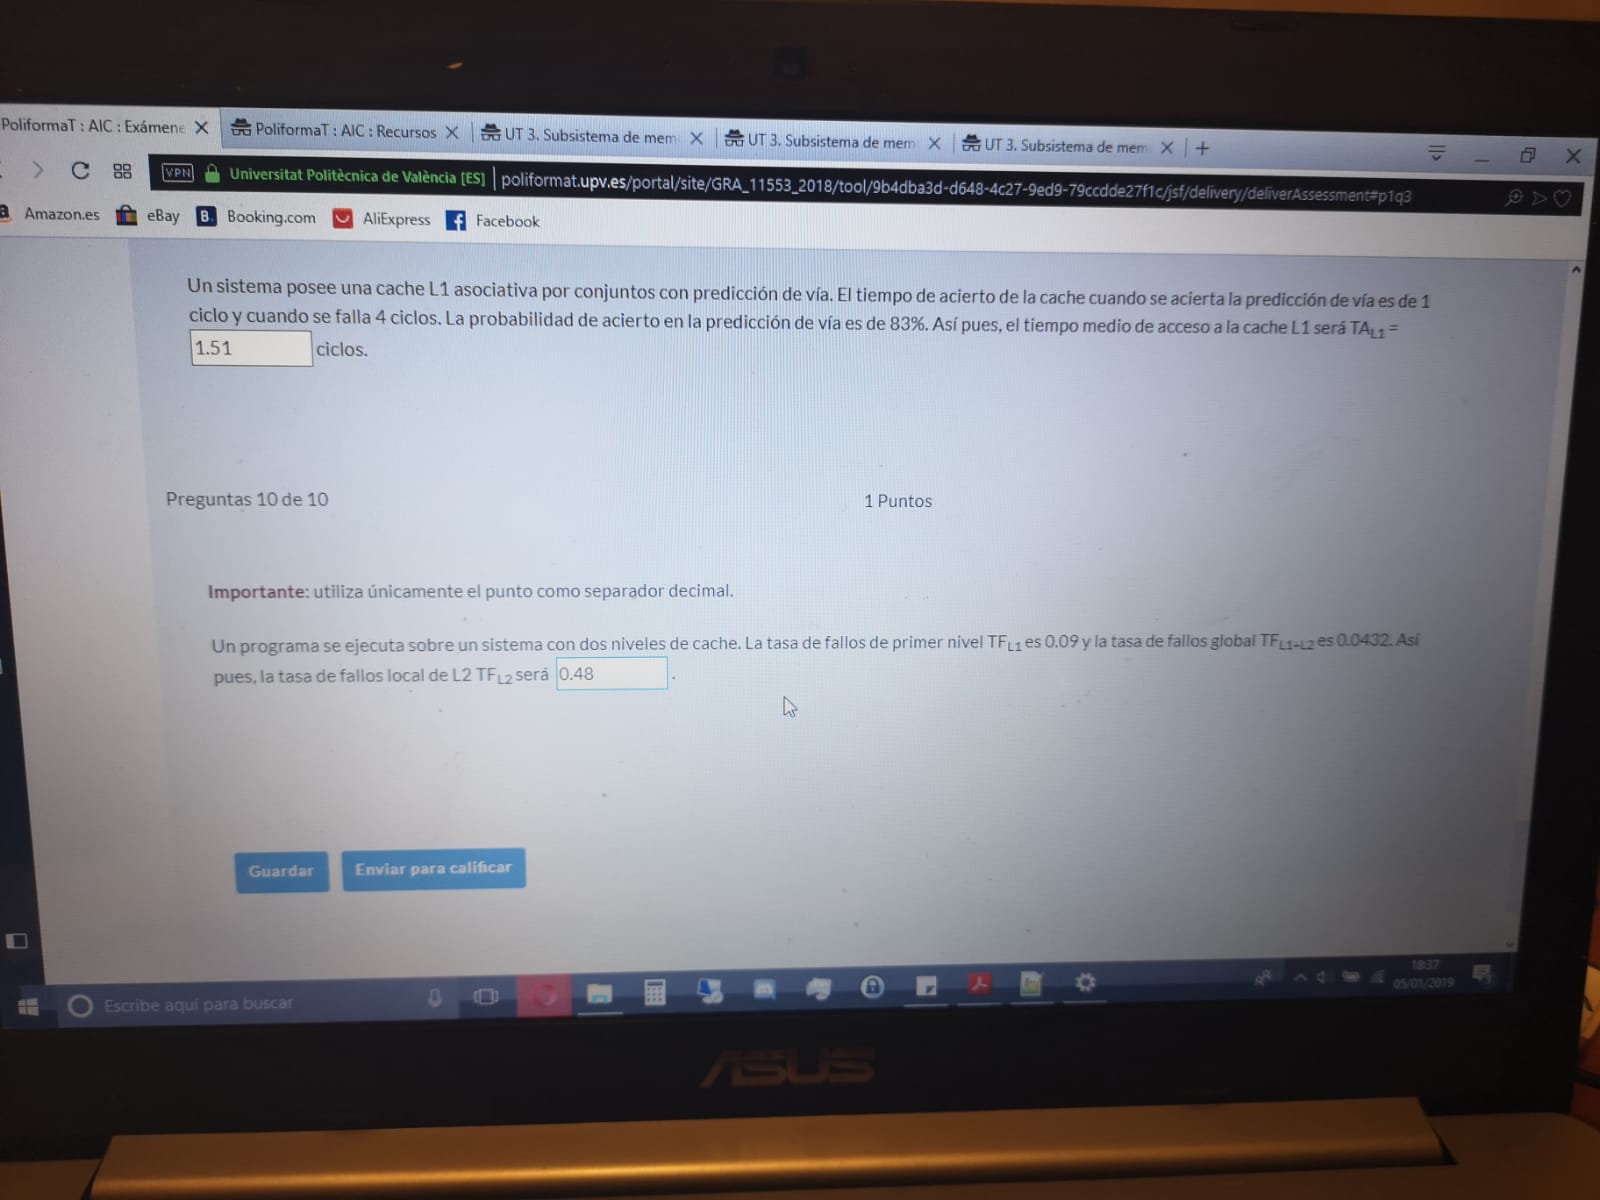 PoliformaT : AIC : Exámene
PoliformaT : AIC : Recursos
UT 3. Subsistema de mem
UT 3. Subsistema de mem
UT 3. Subsistema de mem
VPN
Universitat Politècnica de València [ES]
poliformat.upv.es/portal/site/GRA_11553_2018/tool/9b4dba3d-d648-4c27-9ed9-79ccdde27f1c/jsf/delivery/deliverAssessment#p1q3
Amazon.es
eBay
B. Booking.com
AliExpress
Facebook
Un sistema posee una cache L1 asociativa por conjuntos con predicción de vía. El tiempo de acierto de la cache cuando se acierta la predicción de vía es de 1
ciclo y cuando se falla 4 ciclos. La probabilidad de acierto en la predicción de vía es de 83%. Así pues, el tiempo medio de acceso a la cache L1 será TAL1 =
1.51 ciclos.
Preguntas 10 de 10
1 Puntos
Importante: utiliza únicamente el punto como separador decimal.
Un programa se ejecuta sobre un sistema con dos niveles de cache. La tasa de fallos de primer nivel TFL1 es 0.09 y la tasa de fallos global TFL1+L2 es 0.0432. Así
pues, la tasa de fallos local de L2 TFL2 será 0.48 .
Guardar
Enviar para calificar
Escribe aquí para buscar
18:37
05/01/2019
ASUS